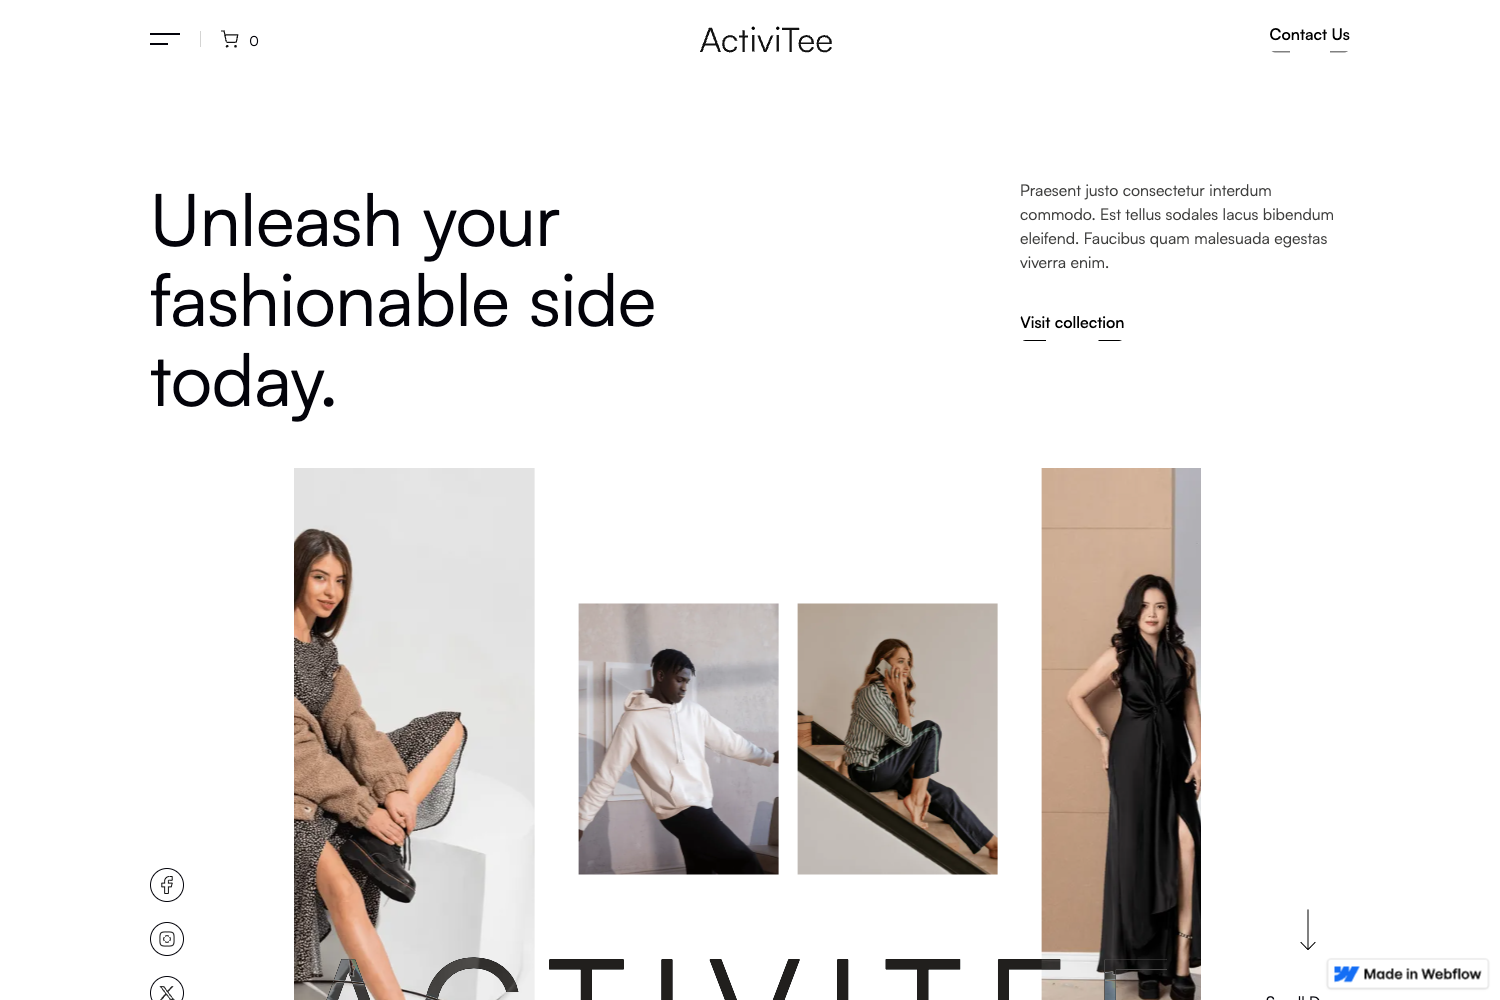 0
ActiviTee
Contact Us
Unleash your
fashionable side
today.
Praesent justo consectetur interdum
commodo. Est tellus sodales lacus bibendum
eleifend. Faucibus quam malesuada egestas
viverra enim.
Visit collection
ACTIVITEE
Made in Webflow